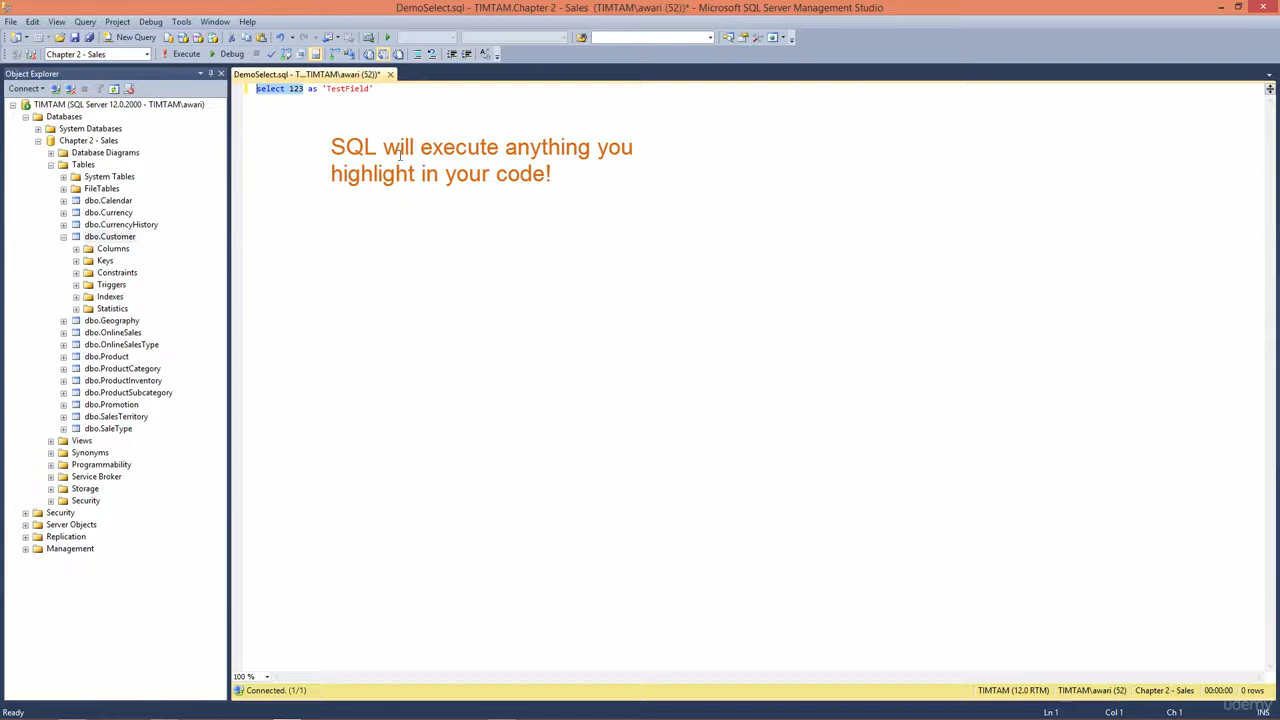 DemoSelect.sql - TIMTAM.Chapter 2 - Sales (TIMTAM\awari (52))* - Microsoft SQL Server Management Studio
File Edit View Query Project Debug Tools Window Help
New Query
Chapter 2 - Sales Execute Debug
Object Explorer
DemoSelect.sql - T...TIMTAM\awari (52))*
Connect
select 123 as 'TestField'
TIMTAM (SQL Server 12.0.2000 - TIMTAM\awari)
Databases
System Databases
Chapter 2 - Sales
Database Diagrams
Tables
System Tables
FileTables
dbo.Calendar
dbo.Currency
dbo.CurrencyHistory
dbo.Customer
Columns
Keys
Constraints
Triggers
Indexes
Statistics
dbo.Geography
dbo.OnlineSales
dbo.OnlineSalesType
dbo.Product
dbo.ProductCategory
dbo.ProductInventory
dbo.ProductSubcategory
dbo.Promotion
dbo.SalesTerritory
dbo.SaleType
Views
Synonyms
Programmability
Service Broker
Storage
Security
Security
Server Objects
Replication
Management
SQL will execute anything you
highlight in your code!
100 %
Connected. (1/1) TIMTAM (12.0 RTM) TIMTAM\awari (52) Chapter 2 - Sales 00:00:00 0 rows
Ready Ln 1 Col 1 Ch 1 INS
udemy